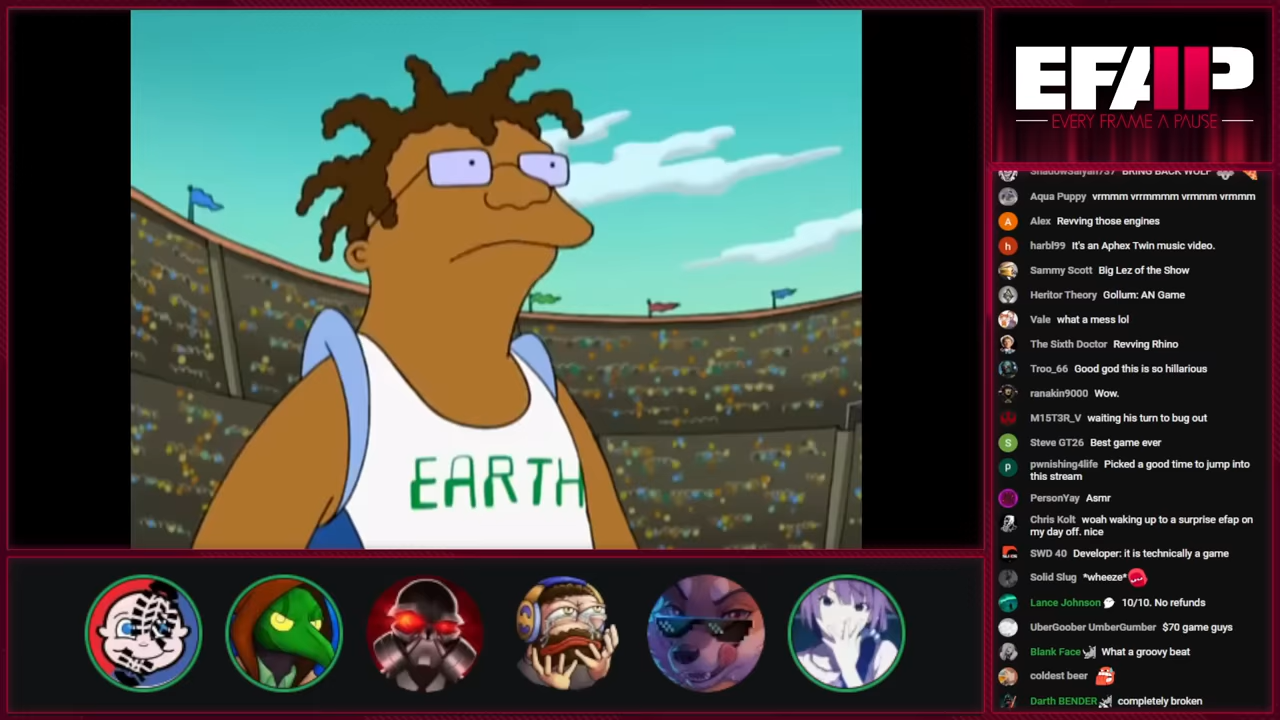 EARTH
EFAP
EVERY FRAME A PAUSE
ShadowSaiyan737 BRING BACK WOLF
Aqua Puppy vrmmm vrrmmmm vrmmm vrmmm
Alex Revving those engines
harbl99 It's an Aphex Twin music video.
Sammy Scott Big Lez of the Show
Heritor Theory Gollum: AN Game
Vale what a mess lol
The Sixth Doctor Revving Rhino
Troo_66 Good god this is so hillarious
ranakin9000 Wow.
M15T3R_V waiting his turn to bug out
Steve GT26 Best game ever
pwnishing4life Picked a good time to jump into
this stream
PersonYay Asmr
Chris Kolt woah waking up to a surprise efap on
my day off. nice
SWD 40 Developer: it is technically a game
Solid Slug *wheeze*
Lance Johnson 10/10. No refunds
UberGoober UmberGumber $70 game guys
Blank Face What a groovy beat
coldest beer
Darth BENDER completely broken